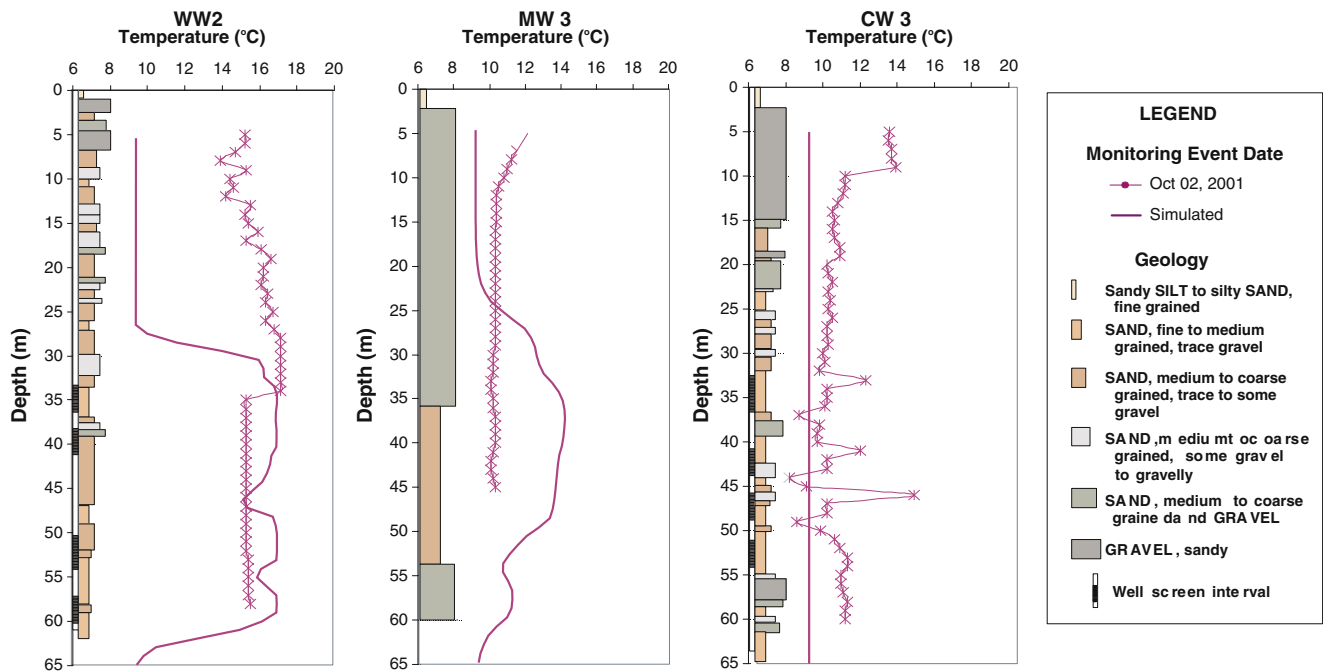 WW2
Temperature (°C)
6 8 10 12 14 16 18 20
0
5
10
15
20
25
30
35
40
45
50
55
60
65
Depth (m)
MW 3
Temperature (°C)
6 8 10 12 14 16 18 20
0
5
10
15
20
25
30
35
40
45
50
55
60
65
Depth (m)
CW 3
Temperature (°C)
6 8 10 12 14 16 18 20
0
5
10
15
20
25
30
35
40
45
50
55
60
65
Depth (m)
LEGEND
Monitoring Event Date
Oct 02, 2001
Simulated
Geology
Sandy SILT to silty SAND,
fine grained
SAND, fine to medium
grained, trace gravel
SAND, medium to coarse
grained, trace to some
gravel
SAND ,m ediu mt oc oa rse
grained, so me gravel
to gravelly
SAND , medium to coarse
graine da nd GRAVEL
GRAVEL , sandy
Well screen inte rval